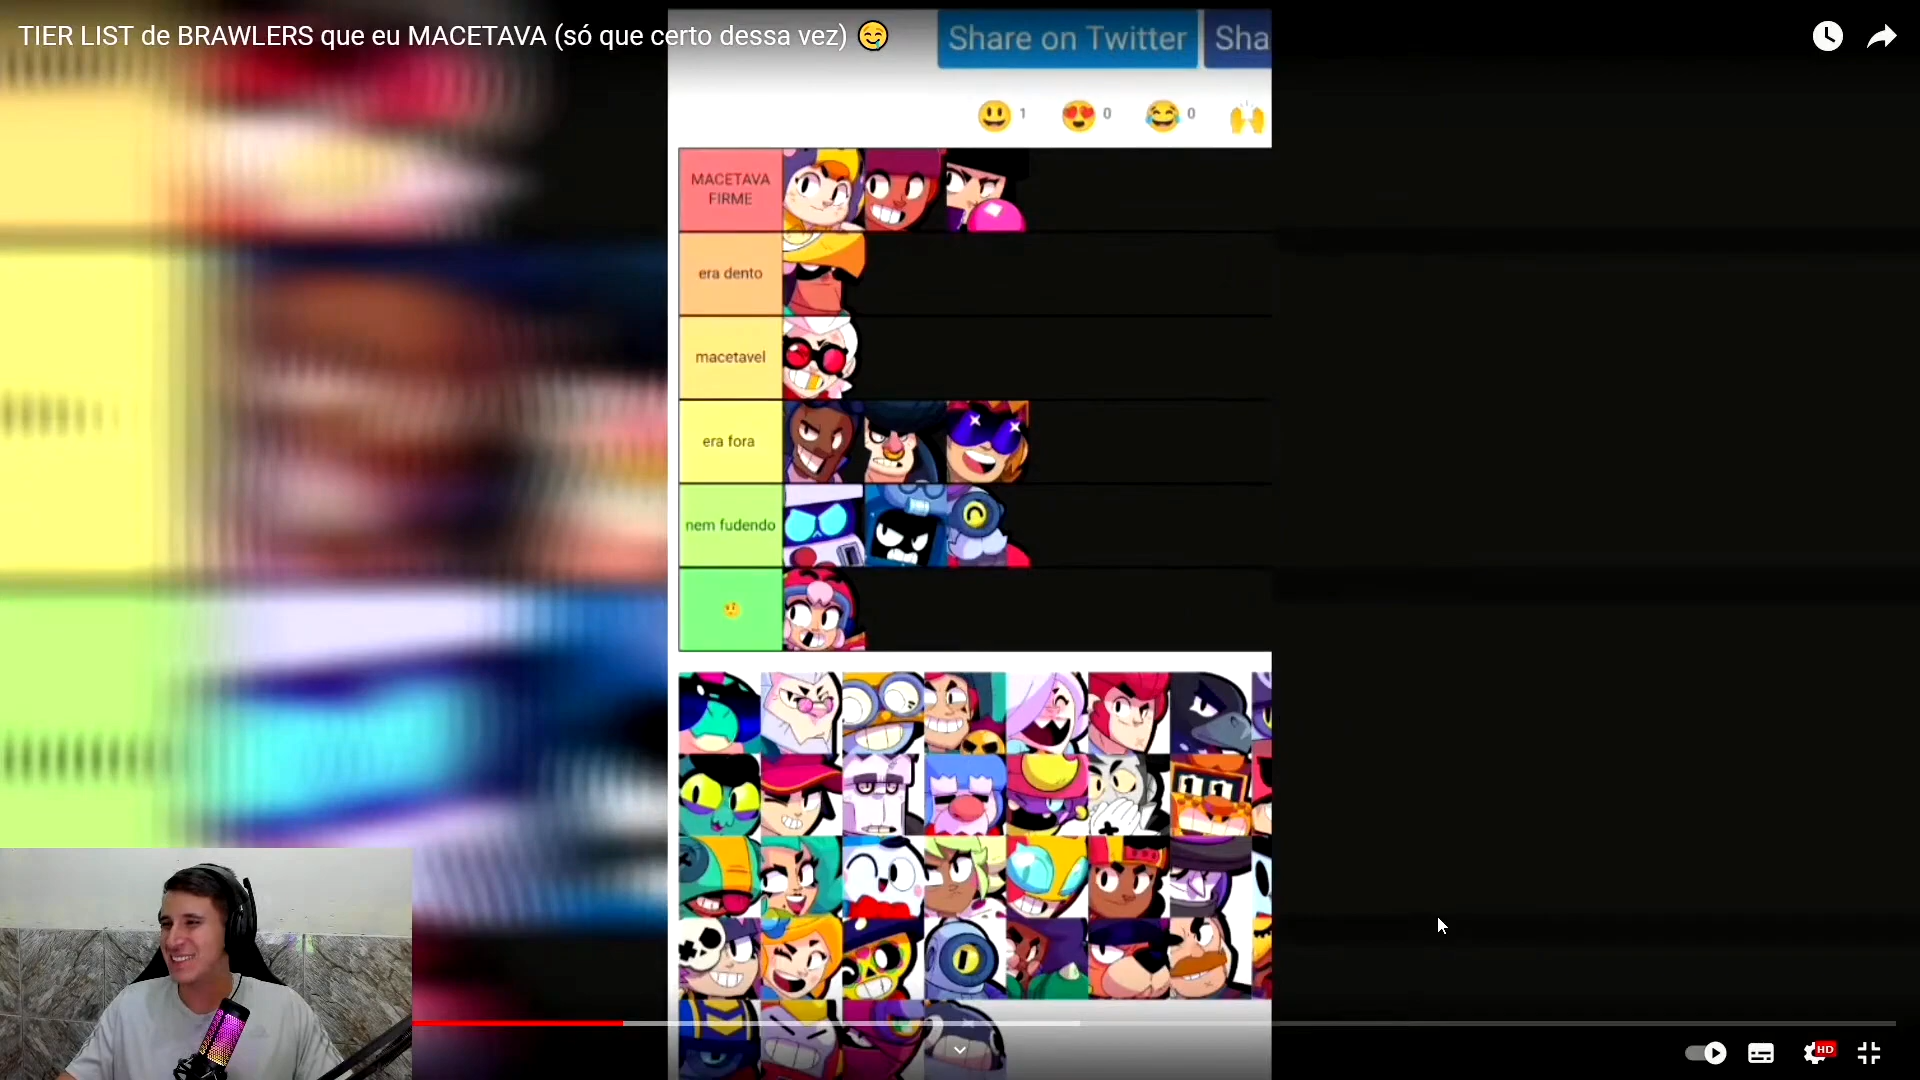 TIER LIST de BRAWLERS que eu MACETAVA (só que certo dessa vez) 🤤
Share on Twitter
Sha
1
0
0
MACETAVA
FIRME
era dento
macetavel
era fora
nem fudendo
HD